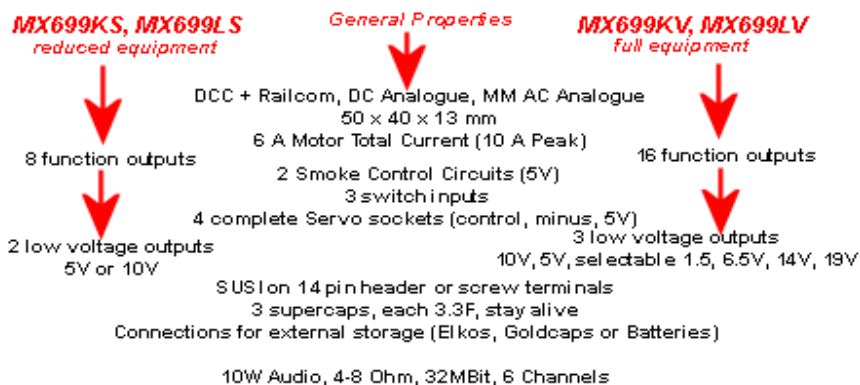 MX699KS, MX699LS
reduced equipment
General Properties
MX699KV, MX699LV
full equipment
DCC + Railcom, DC Analogue, MM AC Analogue
50 x 40 x 13 mm
6 A Motor Total Current (10 A Peak)
8 function outputs
16 function outputs
2 Smoke Control Circuits (5V)
3 switch inputs
4 complete Servo sockets (control, minus, 5V)
2 low voltage outputs
5V or 10V
3 low voltage outputs
10V, 5V, selectable 1.5, 6.5V, 14V, 19V
SUSI on 14 pin header or screw terminals
3 supercaps, each 3.3F, stay alive
Connections for external storage (Elkos, Goldcaps or Batteries)
10W Audio, 4-8 Ohm, 32MBit, 6 Channels